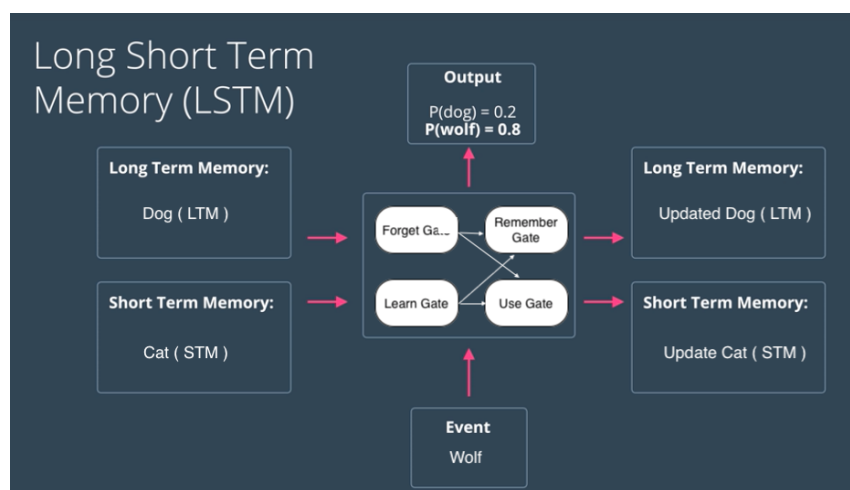 Long Short Term
Memory (LSTM)
Output
P(dog) = 0.2
P(wolf) = 0.8
Long Term Memory:
Dog ( LTM )
Long Term Memory:
Updated Dog ( LTM )
Forget Ga...
Remember
Gate
Learn Gate
Use Gate
Short Term Memory:
Cat ( STM )
Short Term Memory:
Update Cat ( STM )
Event
Wolf